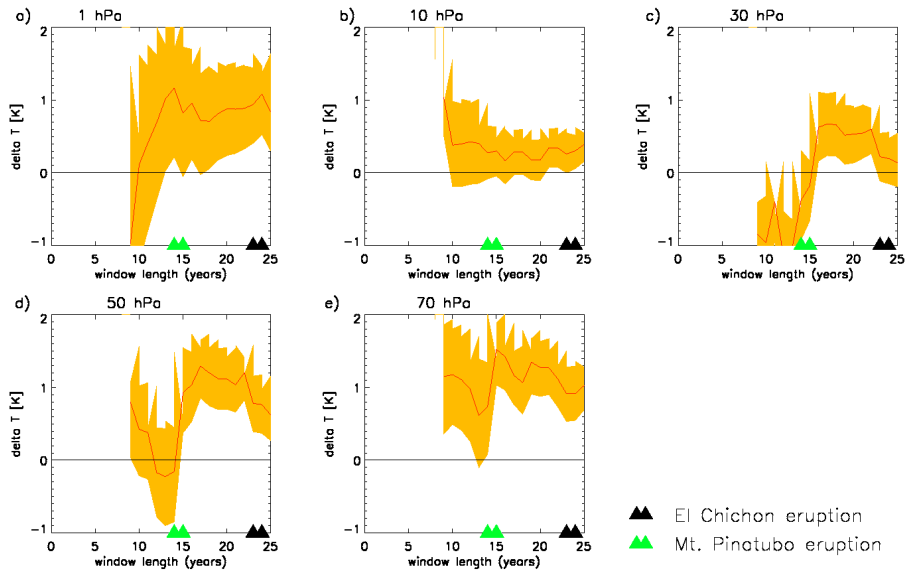 a) 1 hPa
b) 10 hPa
c) 30 hPa
2
1
0
−1
delta T [K]
0 5 10 15 20 25
window length (years)
2
1
0
−1
delta T [K]
0 5 10 15 20 25
window length (years)
2
1
0
−1
delta T [K]
0 5 10 15 20 25
window length (years)
d) 50 hPa
e) 70 hPa
2
1
0
−1
delta T [K]
0 5 10 15 20 25
window length (years)
2
1
0
−1
delta T [K]
0 5 10 15 20 25
window length (years)
El Chichon eruption
Mt. Pinatubo eruption